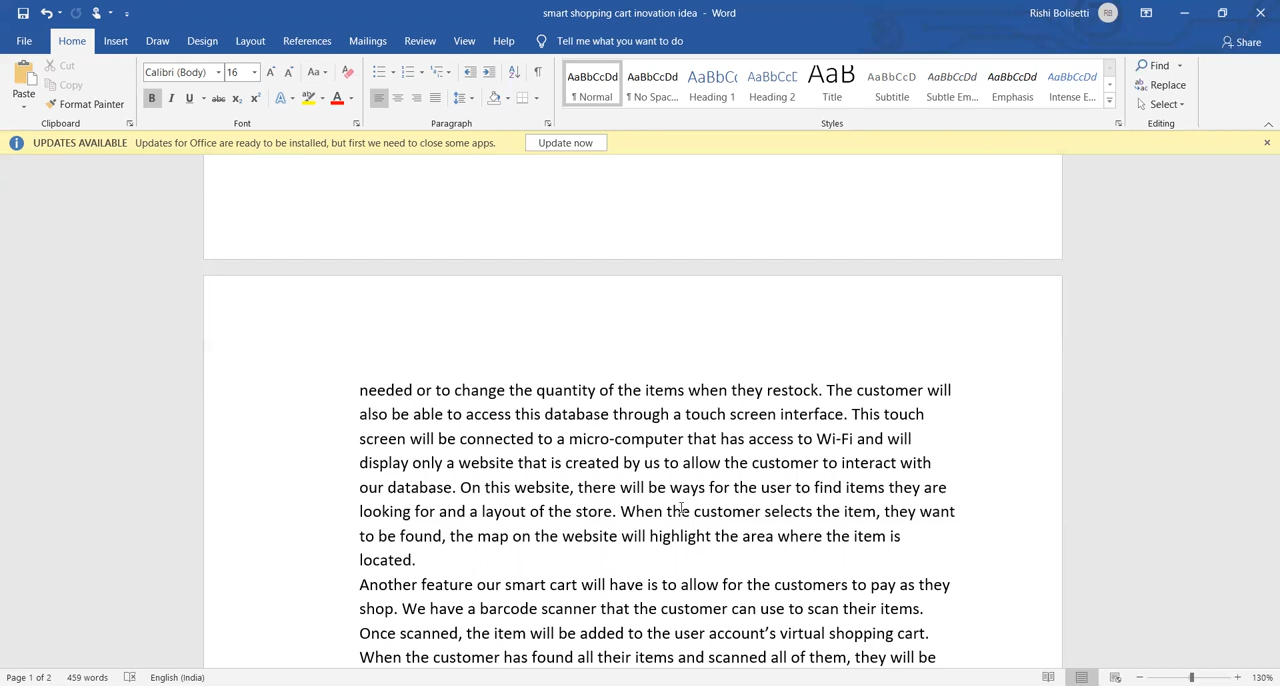 smart shopping cart inovation idea - Word
Rishi Bolisetti RB
File Home Insert Draw Design Layout References Mailings Review View Help Tell me what you want to do Share
Paste Cut Copy Format Painter
Clipboard
Calibri (Body) 16 Aa
B I U abc X₂ X² A A
Font
Paragraph
AaBbCcDd AaBbCcDd AaBbC( AaBbCcC AaB AaBbCcD AaBbCcDd AaBbCcDd AaBbCcDd
¶ Normal ¶ No Spac... Heading 1 Heading 2 Title Subtitle Subtle Em... Emphasis Intense E...
Styles
Find
Replace
Select
Editing
UPDATES AVAILABLE Updates for Office are ready to be installed, but first we need to close some apps. Update now
needed or to change the quantity of the items when they restock. The customer will
also be able to access this database through a touch screen interface. This touch
screen will be connected to a micro-computer that has access to Wi-Fi and will
display only a website that is created by us to allow the customer to interact with
our database. On this website, there will be ways for the user to find items they are
looking for and a layout of the store. When the customer selects the item, they want
to be found, the map on the website will highlight the area where the item is
located.
Another feature our smart cart will have is to allow for the customers to pay as they
shop. We have a barcode scanner that the customer can use to scan their items.
Once scanned, the item will be added to the user account’s virtual shopping cart.
When the customer has found all their items and scanned all of them, they will be
Page 1 of 2 459 words English (India) 130%